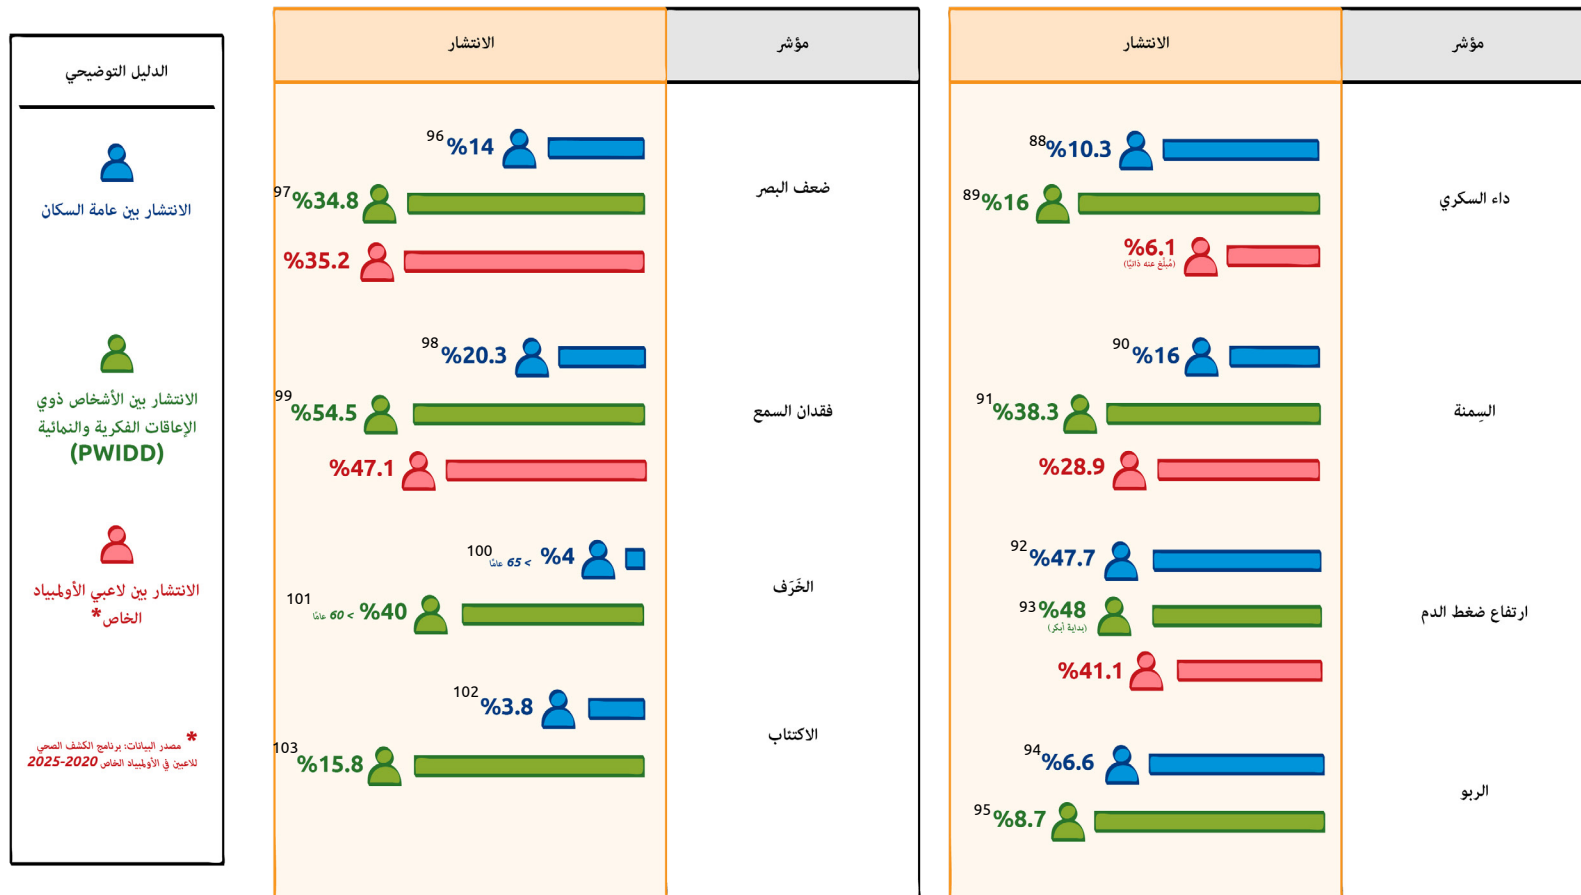 مؤشر
الانتشار
داء السكري
88%10.3
89%16
%6.1
(مُبلَّغ عنه ذاتيًا)
السِمنة
90%16
91%38.3
%28.9
ارتفاع ضغط الدم
92%47.7
93%48
(بداية أبكر)
%41.1
الربو
94%6.6
95%8.7
مؤشر
الانتشار
ضعف البصر
96%14
97%34.8
%35.2
فقدان السمع
98%20.3
99%54.5
%47.1
الخَرَف
%4 > 65 عامًا 100
%40 > 60 عامًا 101
الاكتئاب
102%3.8
103%15.8
الدليل التوضيحي
الانتشار بين عامة السكان
الانتشار بين الأشخاص ذوي
الإعاقات الفكرية والنمائية
(PWIDD)
الانتشار بين لاعبي الأولمبياد
الخاص*
* مصدر البيانات: برنامج الكشف الصحي
للاعبين في الأولمبياد الخاص 2020-2025